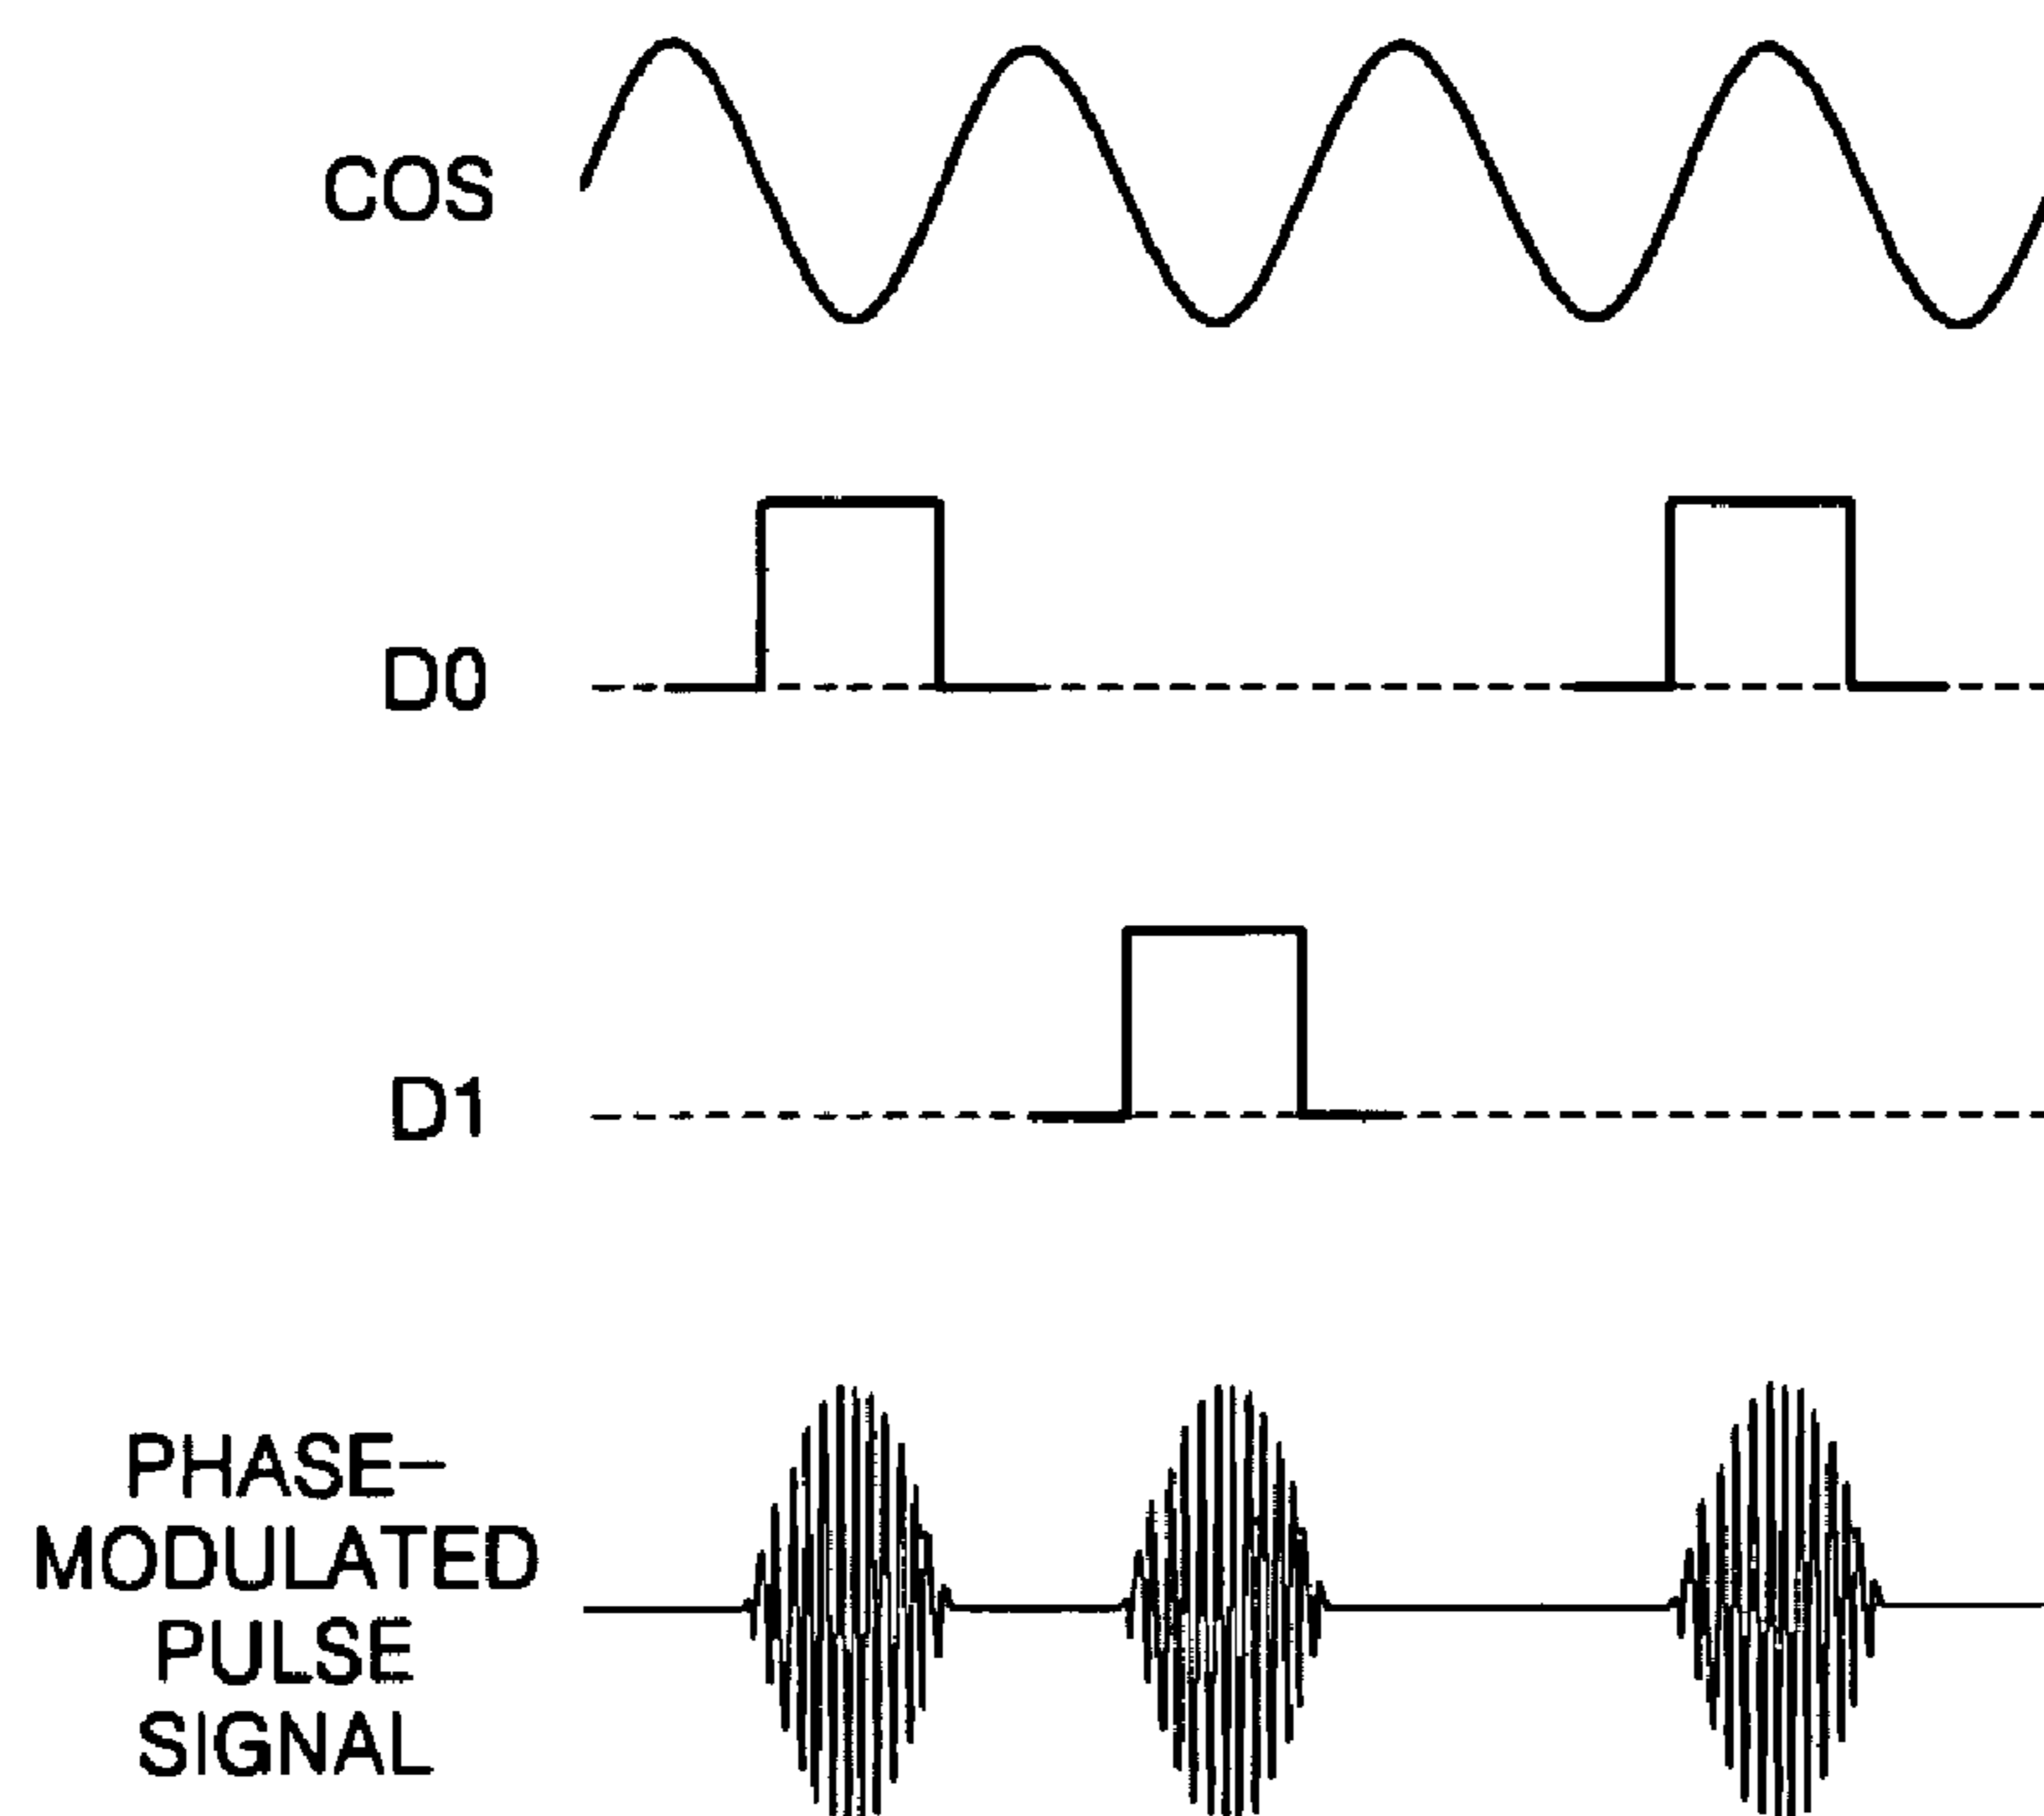 COS
D0
D1
PHASE-
MODULATED
PULSE
SIGNAL